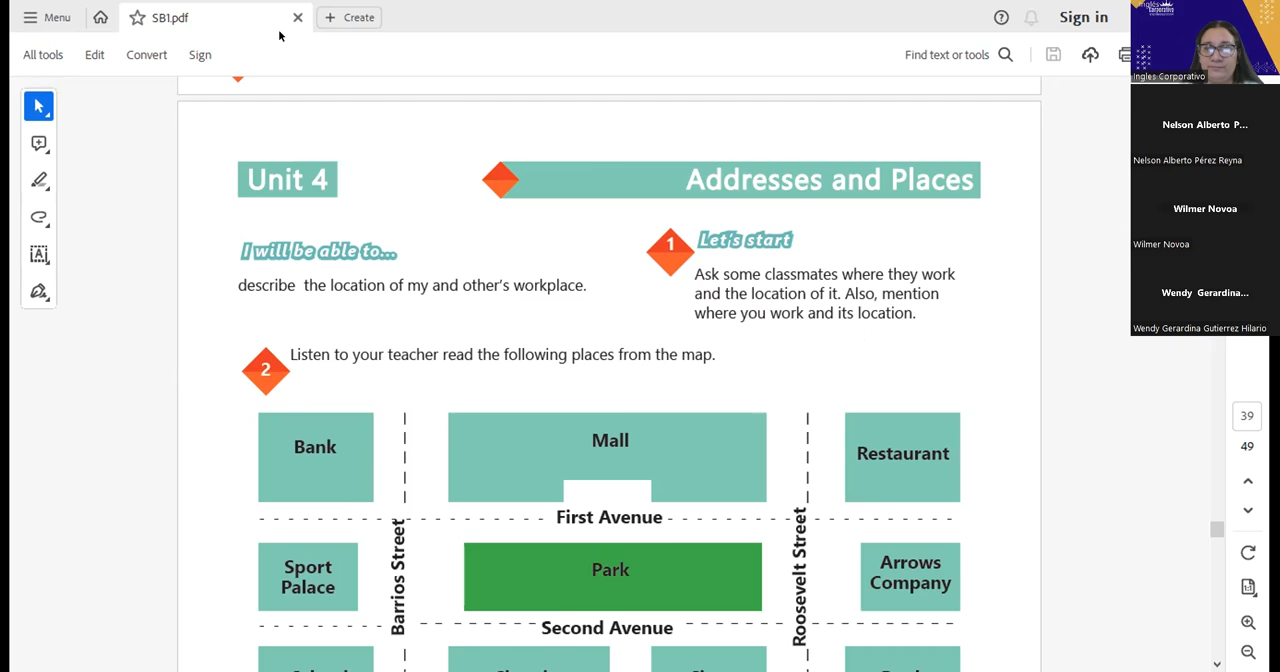 Menu
SB1.pdf
Create
Sign in
All tools
Edit
Convert
Sign
Find text or tools
Inglés
Corporativo
Ingles Corporativo
Nelson Alberto P...
Nelson Alberto Pérez Reyna
Wilmer Novoa
Wilmer Novoa
Wendy Gerardina...
Wendy Gerardina Gutierrez Hilario
Unit 4
Addresses and Places
I will be able to...
describe the location of my and other's workplace.
1
Let's start
Ask some classmates where they work
and the location of it. Also, mention
where you work and its location.
2
Listen to your teacher read the following places from the map.
Bank
Mall
Restaurant
First Avenue
Barrios Street
Roosevelt Street
Sport
Palace
Park
Arrows
Company
Second Avenue
39
49